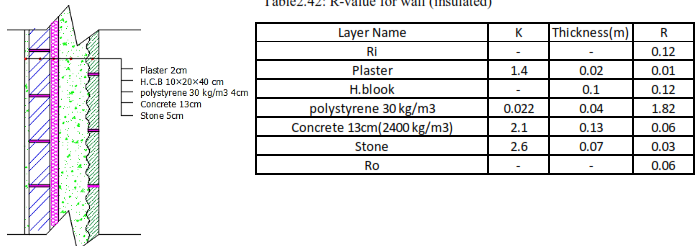 Table2.42: R-value for wall (insulated)
Plaster 2cm
H.C.B 10×20×40 cm
polystyrene 30 kg/m3 4cm
Concrete 13cm
Stone 5cm
Layer Name K Thickness(m) R
Ri - - 0.12
Plaster 1.4 0.02 0.01
H.blook - 0.1 0.12
polystyrene 30 kg/m3 0.022 0.04 1.82
Concrete 13cm(2400 kg/m3) 2.1 0.13 0.06
Stone 2.6 0.07 0.03
Ro - - 0.06